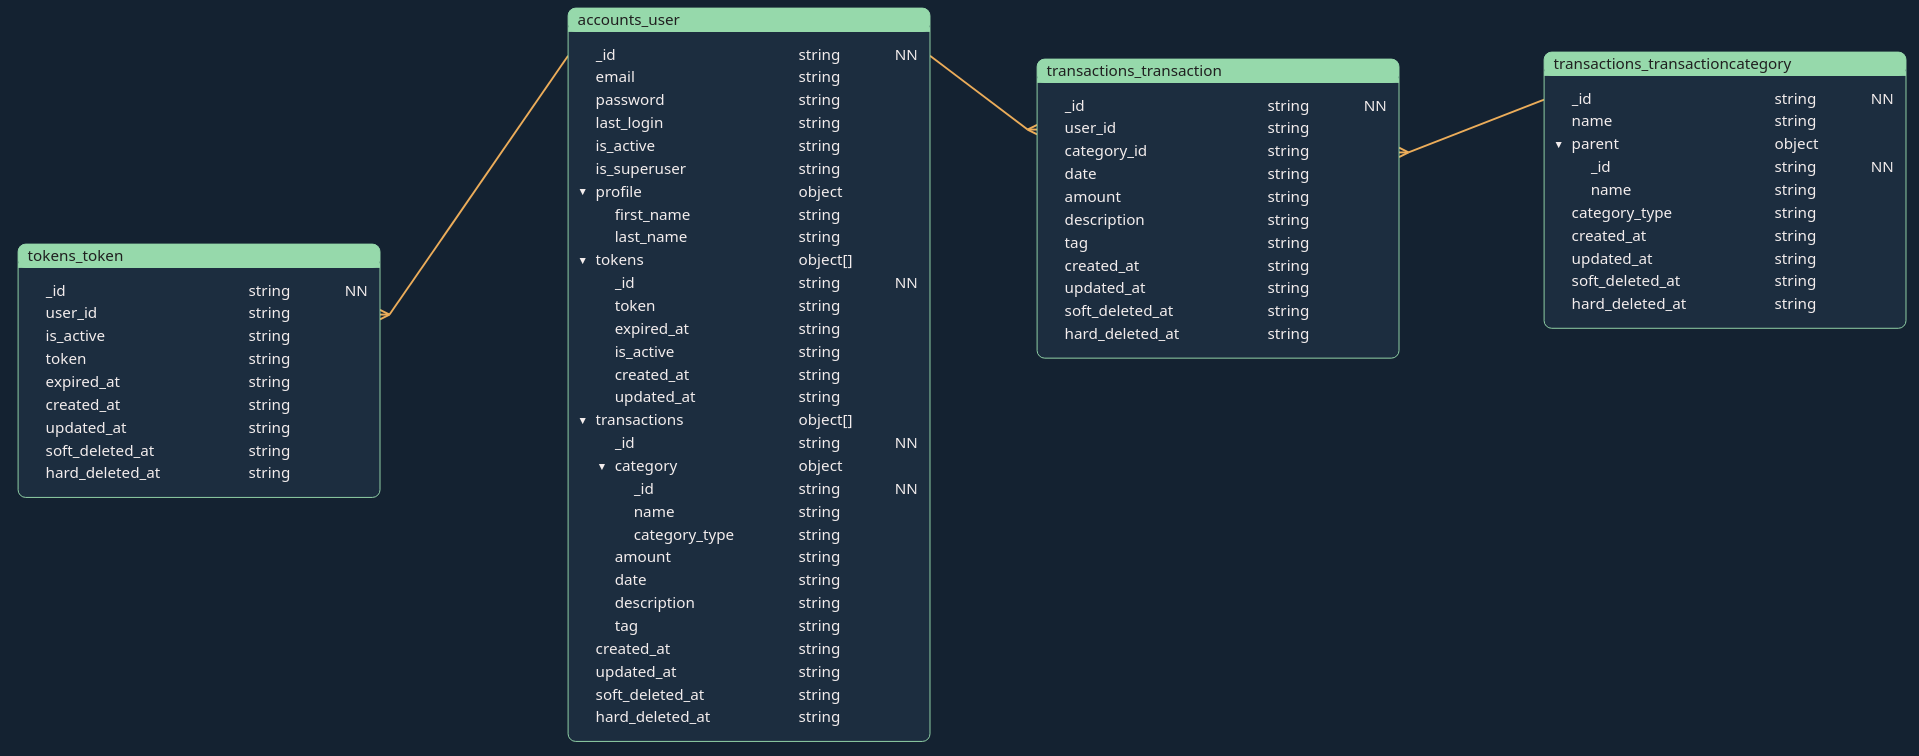 accounts_user
_id string NN
email string
password string
last_login string
is_active string
is_superuser string
▾ profile object
first_name string
last_name string
▾ tokens object[]
_id string NN
token string
expired_at string
is_active string
created_at string
updated_at string
▾ transactions object[]
_id string NN
▾ category object
_id string NN
name string
category_type string
amount string
date string
description string
tag string
created_at string
updated_at string
soft_deleted_at string
hard_deleted_at string
tokens_token
_id string NN
user_id string
is_active string
token string
expired_at string
created_at string
updated_at string
soft_deleted_at string
hard_deleted_at string
transactions_transaction
_id string NN
user_id string
category_id string
date string
amount string
description string
tag string
created_at string
updated_at string
soft_deleted_at string
hard_deleted_at string
transactions_transactioncategory
_id string NN
name string
▾ parent object
_id string NN
name string
category_type string
created_at string
updated_at string
soft_deleted_at string
hard_deleted_at string